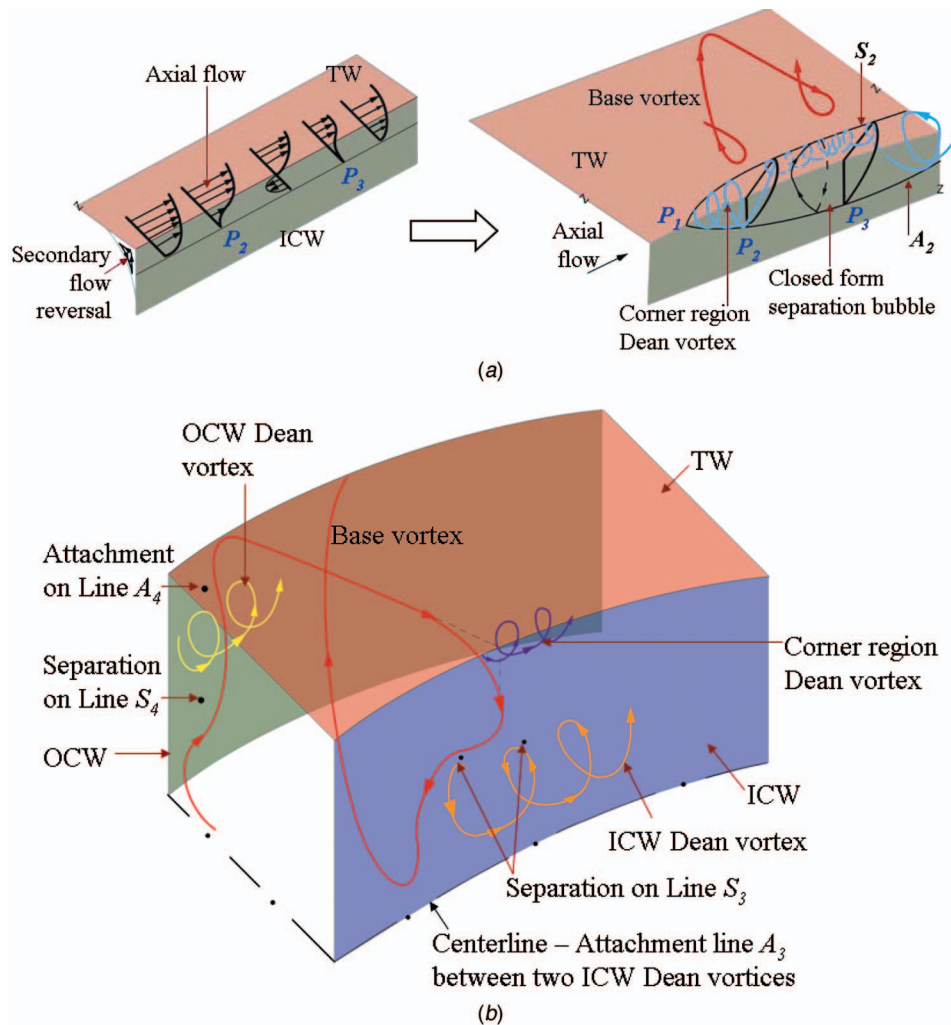 Axial flow
TW
P3
P2
ICW
Secondary
flow
reversal
z
z
S2
Base vortex
TW
z
z
z
P1
P2
P3
A2
Axial
flow
Corner region
Dean vortex
Closed form
separation bubble
(a)
OCW Dean
vortex
TW
Base vortex
Attachment
on Line A4
Separation
on Line S4
OCW
Corner region
Dean vortex
ICW
ICW Dean vortex
Separation on Line S3
Centerline – Attachment line A3
between two ICW Dean vortices
(b)